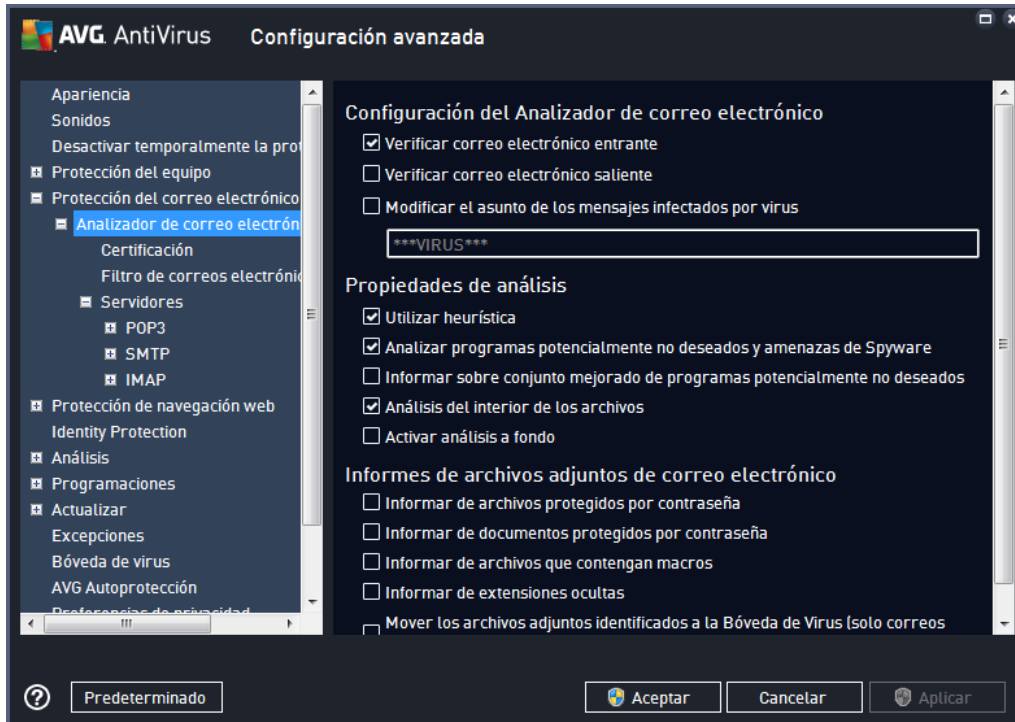 AVG. AntiVirus Configuración avanzada
Apariencia
Sonidos
Desactivar temporalmente la
Protección del equipo
Protección del correo electrónico
Analizador de correo
Certificación
Filtro de correos
Servidores
POP3
SMTP
IMAP
Protección de navegación web
Identity Protection
Análisis
Programaciones
Actualizar
Excepciones
Bóveda de virus
AVG Autoprotección
Preferencias de privacidad
Configuración del Analizador de correo electrónico
Verificar correo electrónico entrante
Verificar correo electrónico saliente
Modificar el asunto de los mensajes infectados por virus
***VIRUS***
Propiedades de análisis
Utilizar heurística
Analizar programas potencialmente no deseados y amenazas de Spyware
Informar sobre conjunto mejorado de programas potencialmente no deseados
Análisis del interior de los archivos
Activar análisis a fondo
Informes de archivos adjuntos de correo electrónico
Informar de archivos protegidos por contraseña
Informar de documentos protegidos por contraseña
Informar de archivos que contengan macros
Informar de extensiones ocultas
Mover los archivos adjuntos identificados a la Bóveda de Virus (solo correos
? Predeterminado Aceptar Cancelar Aplicar